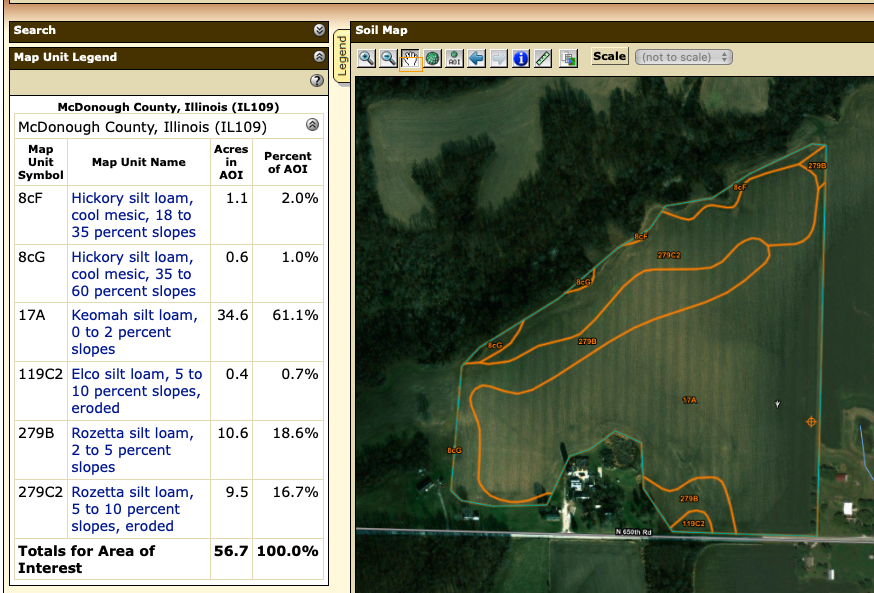 Search
Map Unit Legend
McDonough County, Illinois (IL109)
McDonough County, Illinois (IL109)
Map Unit Symbol Map Unit Name Acres in AOI Percent of AOI
8cF Hickory silt loam, cool mesic, 18 to 35 percent slopes 1.1 2.0%
8cG Hickory silt loam, cool mesic, 35 to 60 percent slopes 0.6 1.0%
17A Keomah silt loam, 0 to 2 percent slopes 34.6 61.1%
119C2 Elco silt loam, 5 to 10 percent slopes, eroded 0.4 0.7%
279B Rozetta silt loam, 2 to 5 percent slopes 10.6 18.6%
279C2 Rozetta silt loam, 5 to 10 percent slopes, eroded 9.5 16.7%
Totals for Area of Interest 56.7 100.0%
Legend
Soil Map
AOI
Scale (not to scale)
279B
8cF
8cF
279C2
8cG
8cG
279B
17A
8cG
279B
119C2
N 650th Rd